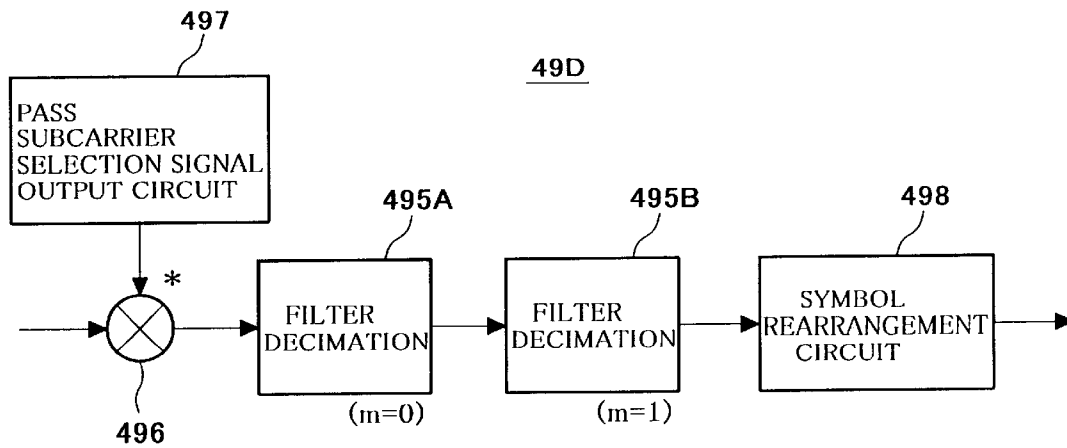 497
49D
PASS
SUBCARRIER
SELECTION SIGNAL
OUTPUT CIRCUIT
495A
495B
498
*
FILTER
DECIMATION
FILTER
DECIMATION
SYMBOL
REARRANGEMENT
CIRCUIT
(m=0)
(m=1)
496